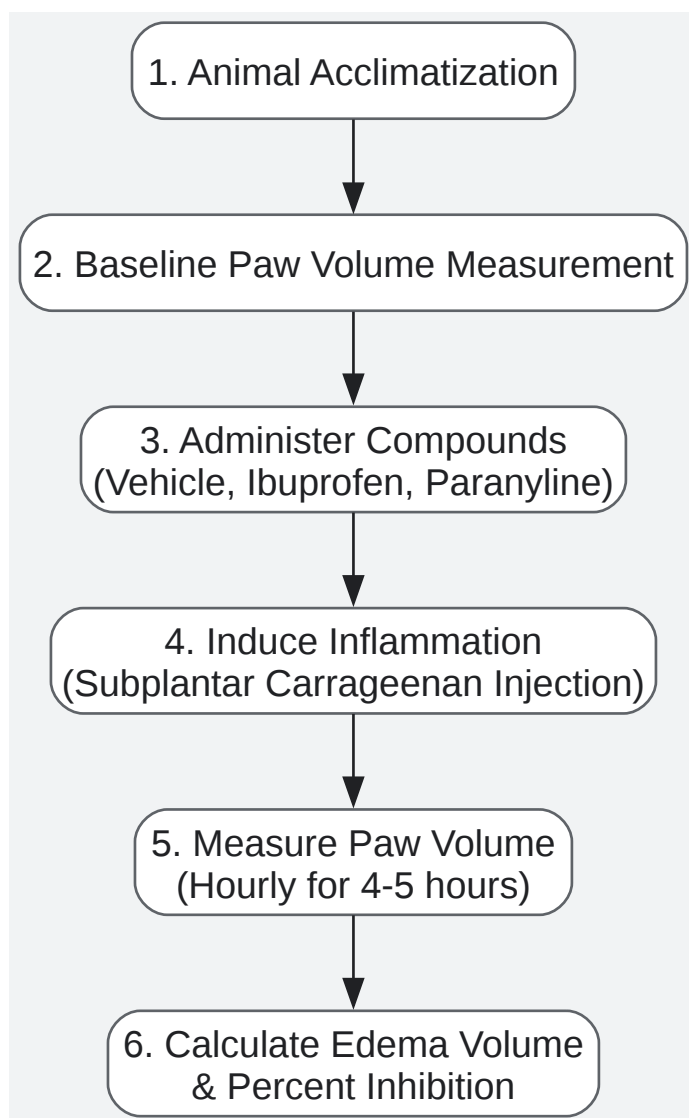 1. Animal Acclimatization
2. Baseline Paw Volume Measurement
3. Administer Compounds
(Vehicle, Ibuprofen, Paranyline)
4. Induce Inflammation
(Subplantar Carrageenan Injection)
5. Measure Paw Volume
(Hourly for 4-5 hours)
6. Calculate Edema Volume
& Percent Inhibition